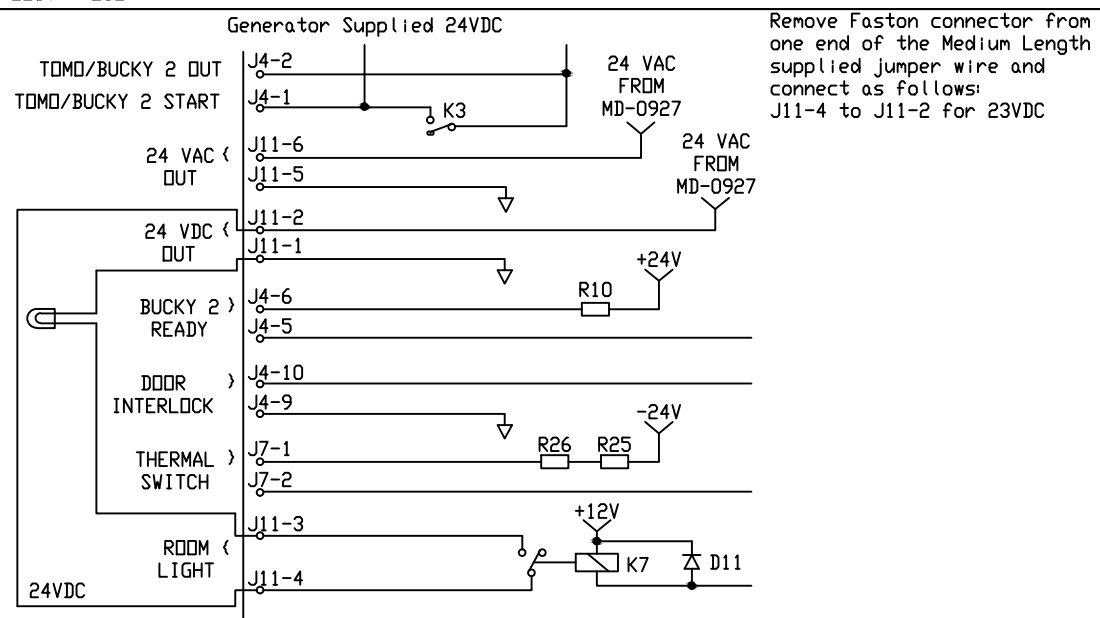 Generator Supplied 24VDC
Remove Faston connector from
one end of the Medium Length
supplied jumper wire and
connect as follows:
J11-4 to J11-2 for 23VDC
TOMO/BUCKY 2 OUT
J4-2
TOMO/BUCKY 2 START
J4-1
K3
24 VAC
FROM
MD-0927
24 VAC {
OUT
J11-6
J11-5
24 VAC
FROM
MD-0927
24 VDC {
OUT
J11-2
J11-1
BUCKY 2 }
READY
J4-6
J4-5
R10
+24V
DOOR }
INTERLOCK
J4-10
J4-9
THERMAL }
SWITCH
J7-1
J7-2
R26
R25
-24V
ROOM {
LIGHT
J11-3
J11-4
+12V
K7
D11
24VDC